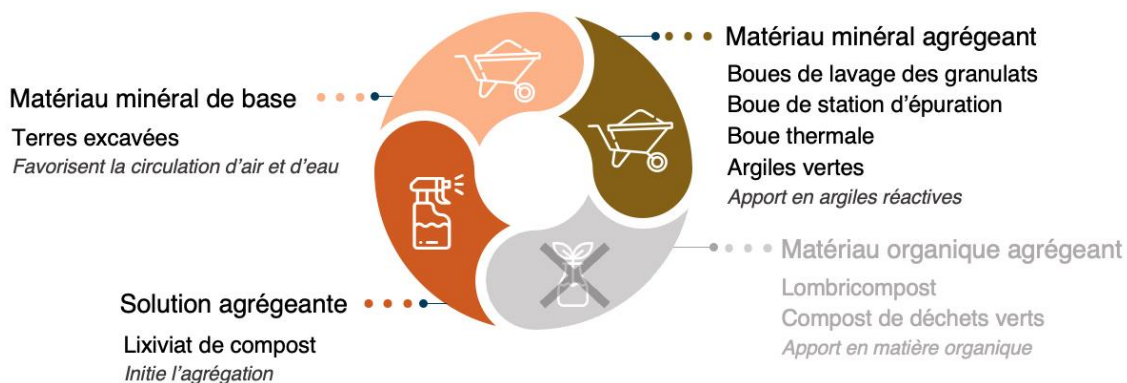 Matériau minéral de base
Terres excavées
Favorisent la circulation d'air et d'eau
Matériau minéral agrégeant
Boues de lavage des granulats
Boue de station d'épuration
Boue thermale
Argiles vertes
Apport en argiles réactives
Matériau organique agrégeant
Lombricompost
Compost de déchets verts
Apport en matière organique
Solution agrégeante
Lixiviat de compost
Initie l'agrégation